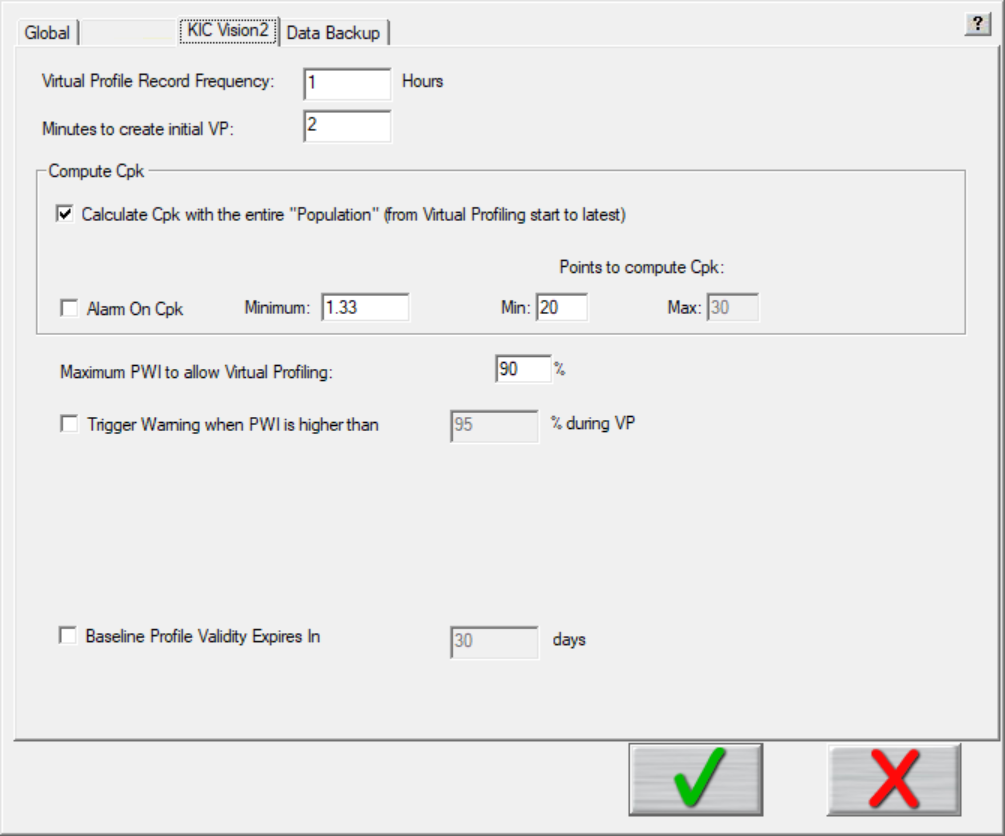 Global KIC Vision2 Data Backup ?
Virtual Profile Record Frequency: 1 Hours
Minutes to create initial VP: 2
Compute Cpk
Calculate Cpk with the entire "Population" (from Virtual Profiling start to latest)
Points to compute Cpk:
Alarm On Cpk Minimum: 1.33 Min: 20 Max: 30
Maximum PWI to allow Virtual Profiling: 90 %
Trigger Warning when PWI is higher than 95 % during VP
Baseline Profile Validity Expires In 30 days